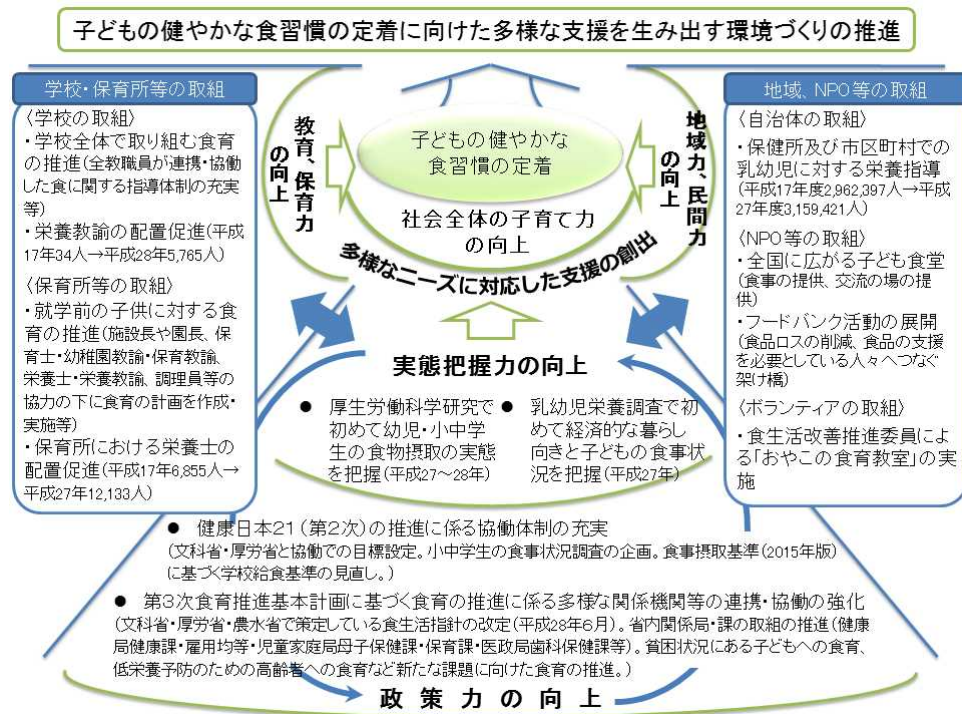 子どもの健やかな食習慣の定着に向けた多様な支援を生み出す環境づくりの推進
学校・保育所等の取組
〈学校の取組〉
・学校全体で取り組む食育
の推進(全教職員が連携・協働
した食に関する指導体制の充実
等)
・栄養教諭の配置促進(平成
17年34人→平成28年5,765人)
〈保育所等の取組〉
・就学前の子供に対する食
育の推進(施設長や園長、保
育士・幼稚園教諭・保育教諭、
栄養士・栄養教諭、調理員等の
協力の下に食育の計画を作成・
実施等)
・保育所における栄養士の
配置促進(平成17年6,855人→
平成27年12,133人)
教育、保育力
の向上
子どもの健やかな
食習慣の定着
社会全体の子育て力
の向上
地域力、民間力
の向上
多様なニーズに対応した支援の創出
地域、NPO等の取組
〈自治体の取組〉
・保健所及び市区町村での
乳幼児に対する栄養指導
(平成17年度2,962,397人→平成
27年度3,159,421人)
〈NPO等の取組〉
・全国に広がる子ども食堂
(食事の提供、交流の場の提
供)
・フードバンク活動の展開
(食品ロスの削減、食品の支援
を必要としている人々へつなぐ
架け橋)
〈ボランティアの取組〉
・食生活改善推進委員によ
る「おやこの食育教室」の実
施
実態把握力の向上
● 厚生労働科学研究で
初めて幼児・小中学
生の食物摂取の実態
を把握(平成27～28年)
● 乳幼児栄養調査で初
めて経済的な暮らし
向きと子どもの食事状
況を把握(平成27年)
● 健康日本21(第2次)の推進に係る協働体制の充実
(文科省・厚労省と協働での目標設定。小中学生の食事状況調査の企画。食事摂取基準(2015年版)
に基づく学校給食基準の見直し。)
● 第3次食育推進基本計画に基づく食育の推進に係る多様な関係機関等の連携・協働の強化
(文科省・厚労省・農水省で策定している食生活指針の改定(平成28年6月)。省内関係局・課の取組の推進(健康
局健康課・雇用均等・児童家庭局母子保健課・保育課・医政局歯科保健課等)。貧困状況にある子どもへの食育、
低栄養予防のための高齢者への食育など新たな課題に向けた食育の推進。)
政策力の向上